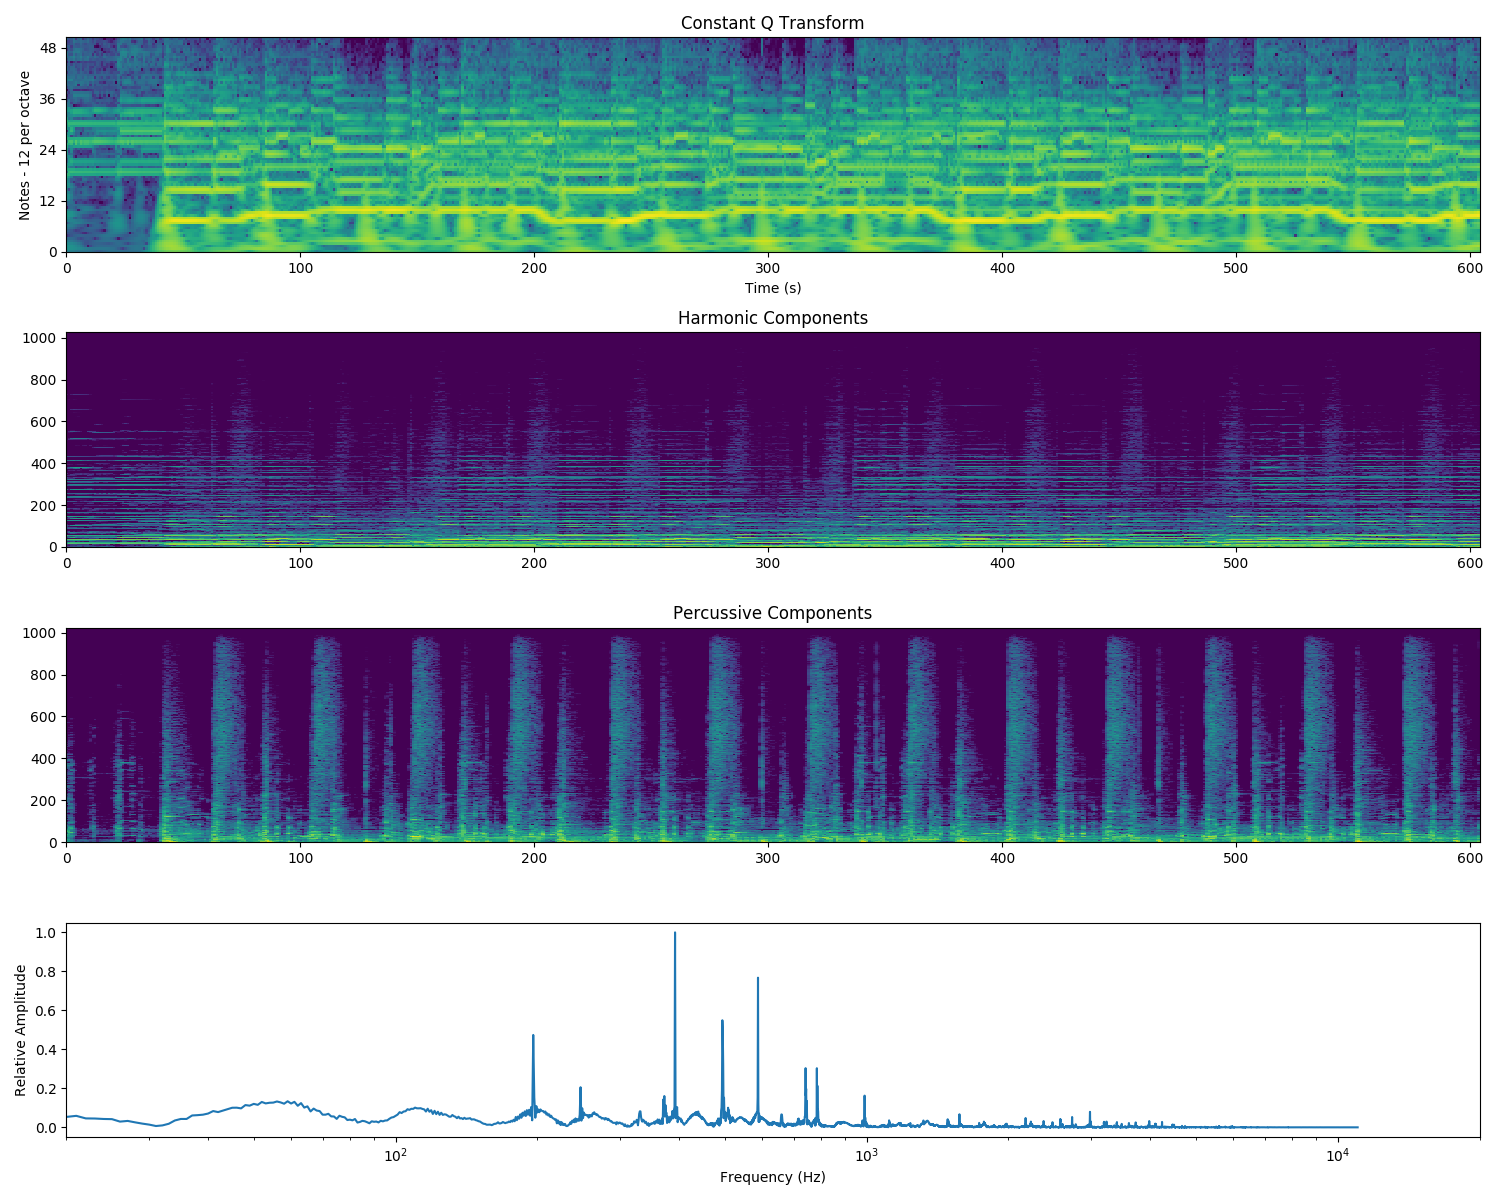 Constant Q Transform
Notes - 12 per octave
48
36
24
12
0
0 100 200 300 400 500 600
Time (s)
Harmonic Components
1000
800
600
400
200
0
0 100 200 300 400 500 600
Percussive Components
1000
800
600
400
200
0
0 100 200 300 400 500 600
Relative Amplitude
1.0
0.8
0.6
0.4
0.2
0.0
10² 10³ 10⁴
Frequency (Hz)